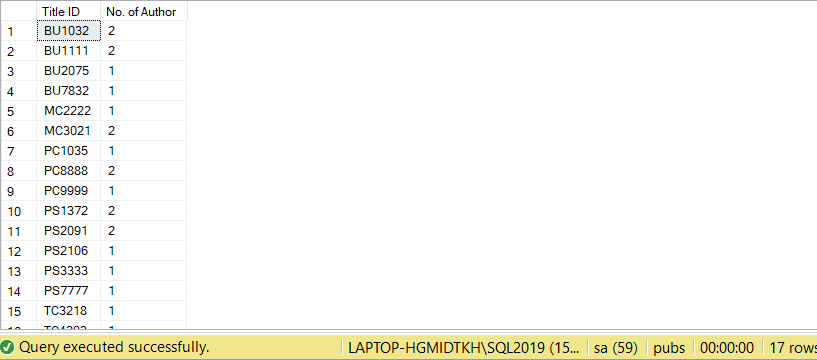 Title ID No. of Author
1 BU1032 2
2 BU1111 2
3 BU2075 1
4 BU7832 1
5 MC2222 1
6 MC3021 2
7 PC1035 1
8 PC8888 2
9 PC9999 1
10 PS1372 2
11 PS2091 2
12 PS2106 1
13 PS3333 1
14 PS7777 1
15 TC3218 1
Query executed successfully. LAPTOP-HGMIDTKH\SQL2019 (15... sa (59) pubs 00:00:00 17 rows